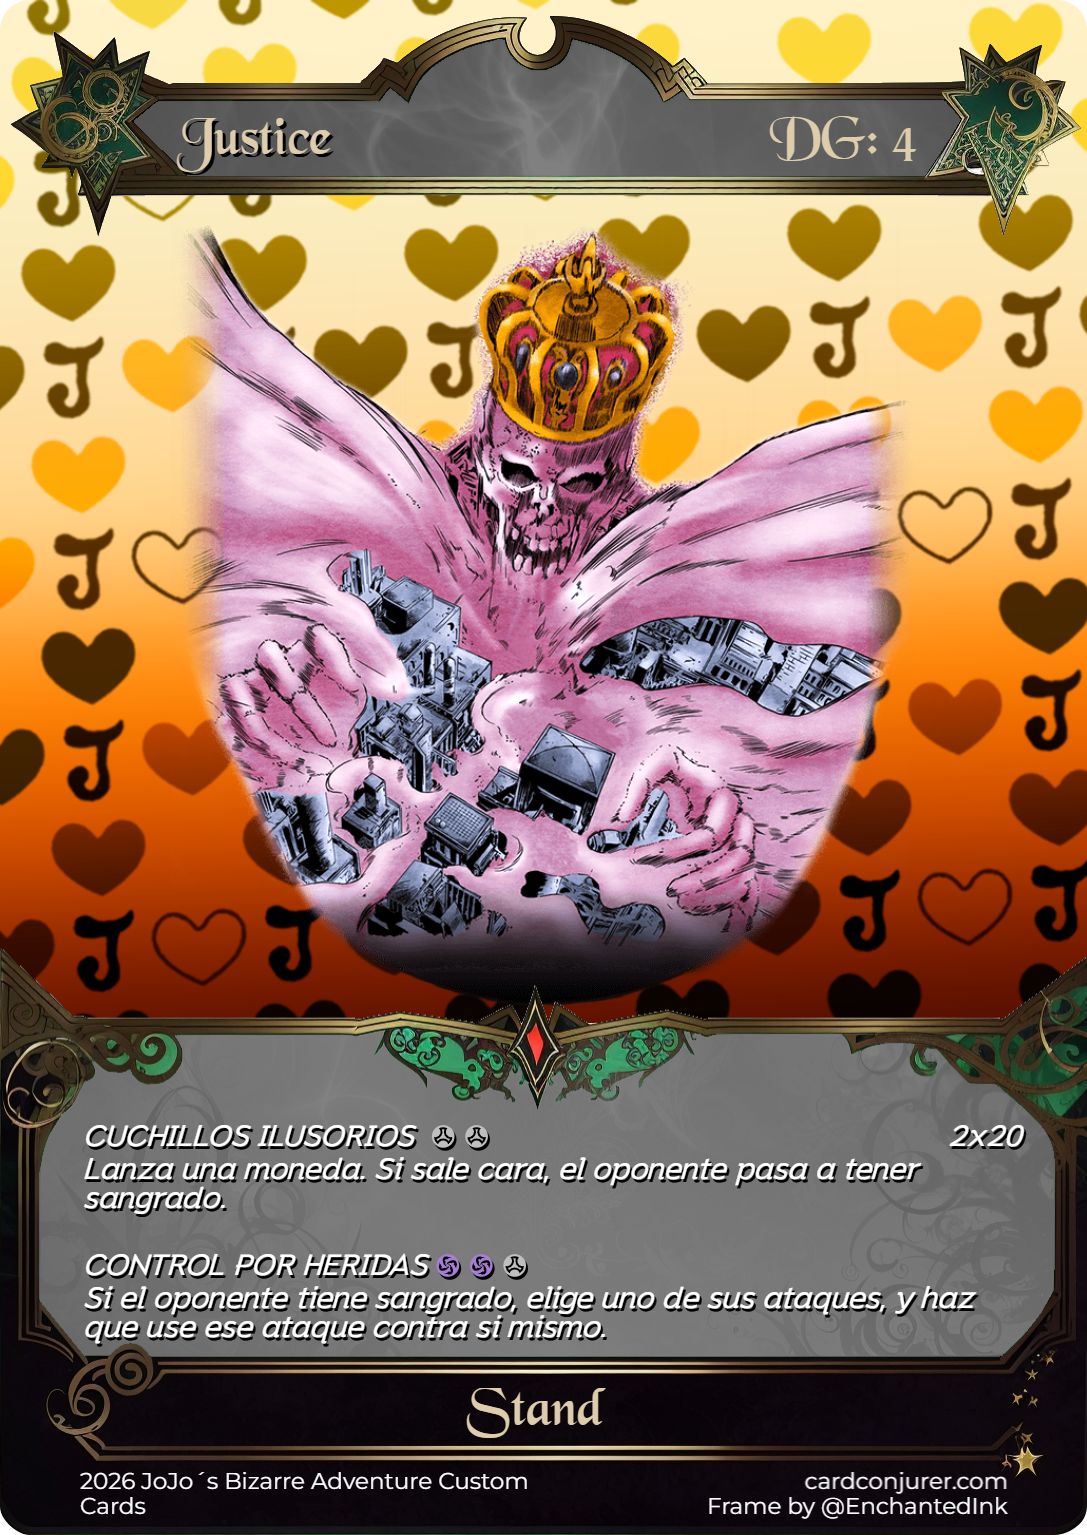 Justice
DG: 4
CUCHILLOS ILUSORIOS 2x20
Lanza una moneda. Si sale cara, el oponente pasa a tener
sangrado.
CONTROL POR HERIDAS
Si el oponente tiene sangrado, elige uno de sus ataques, y haz
que use ese ataque contra si mismo.
Stand
2026 JoJo´s Bizarre Adventure Custom
Cards
cardconjurer.com
Frame by @EnchantedInk